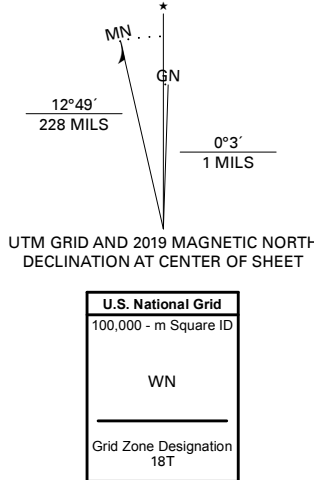 ★
MN
GN
12°49´
228 MILS
0°3´
1 MILS
UTM GRID AND 2019 MAGNETIC NORTH
DECLINATION AT CENTER OF SHEET
U.S. National Grid
100,000 - m Square ID
WN
Grid Zone Designation
18T